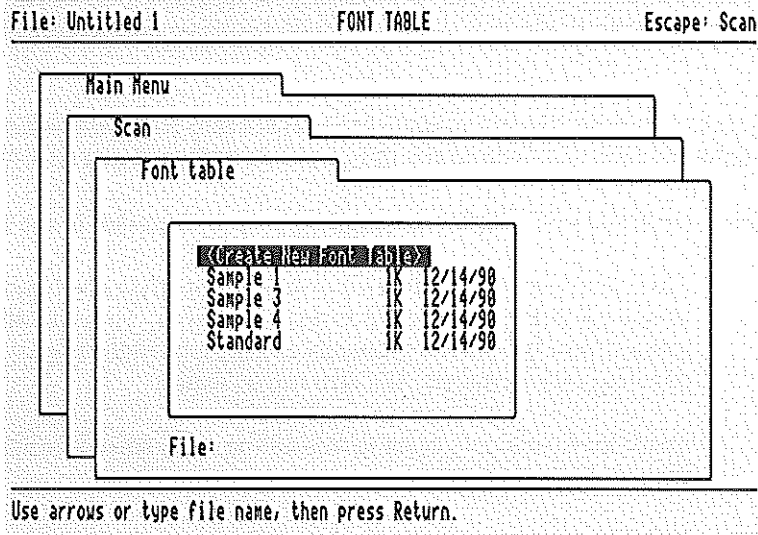 File: Untitled 1 FONT TABLE Escape: Scan
Main Menu
Scan
Font table
<Create New Font Table>
Sample 1 1K 12/14/90
Sample 3 1K 12/14/90
Sample 4 1K 12/14/90
Standard 1K 12/14/90
File:
Use arrows or type file name, then press Return.